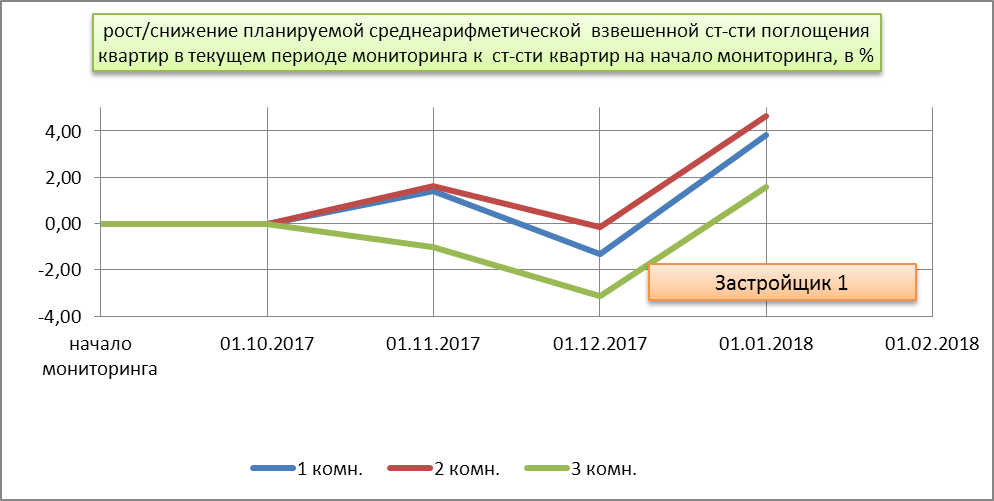 рост/снижение планируемой среднеарифметической взвешенной ст-сти поглощения
квартир в текущем периоде мониторинга к ст-сти квартир на начало мониторинга, в %
4,00
2,00
0,00
-2,00
-4,00
Застройщик 1
начало
мониторинга
01.10.2017
01.11.2017
01.12.2017
01.01.2018
01.02.2018
1 комн.
2 комн.
3 комн.